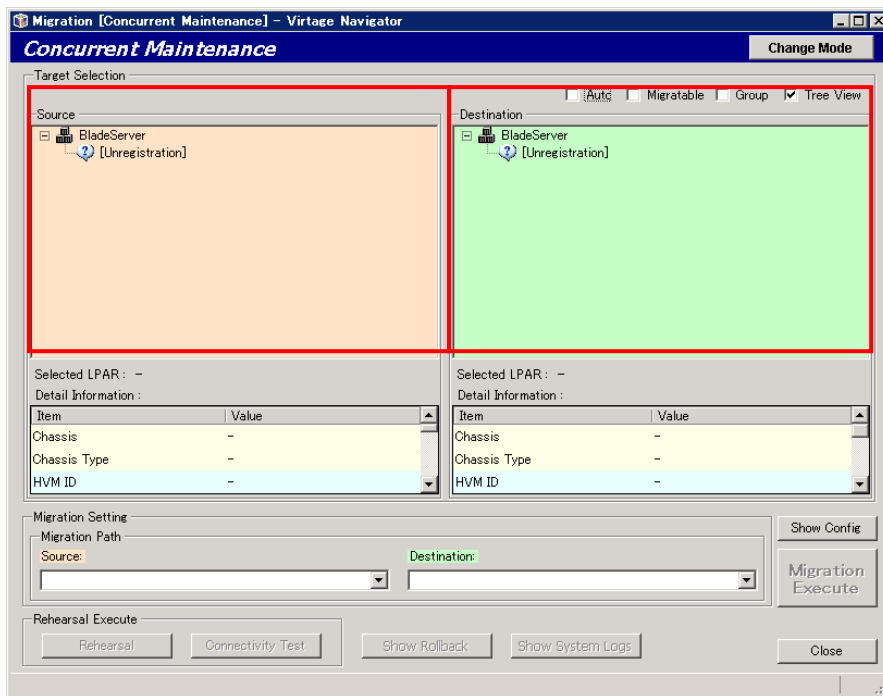 Migration [Concurrent Maintenance] - Virtage Navigator
Concurrent Maintenance
Change Mode
Target Selection
Auto Migratable Group Tree View
Source
BladeServer
[Unregistration]
Destination
BladeServer
[Unregistration]
Selected LPAR : -
Detail Information :
Item Value
Chassis -
Chassis Type -
HVM ID -
Selected LPAR : -
Detail Information :
Item Value
Chassis -
Chassis Type -
HVM ID -
Migration Setting
Migration Path
Source:
Destination:
Show Config
Migration
Execute
Rehearsal Execute
Rehearsal
Connectivity Test
Show Rollback
Show System Logs
Close